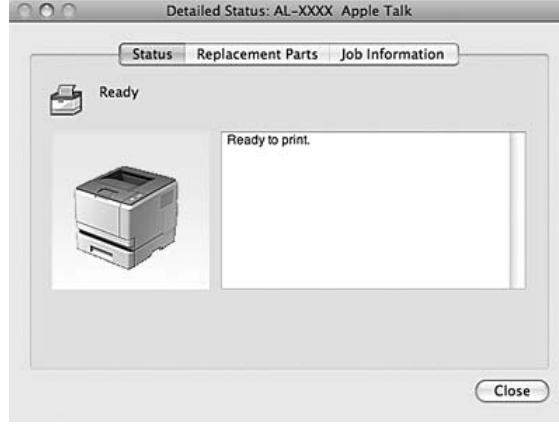 Detailed Status: AL-XXXX Apple Talk
Status Replacement Parts Job Information
Ready
Ready to print.
Close